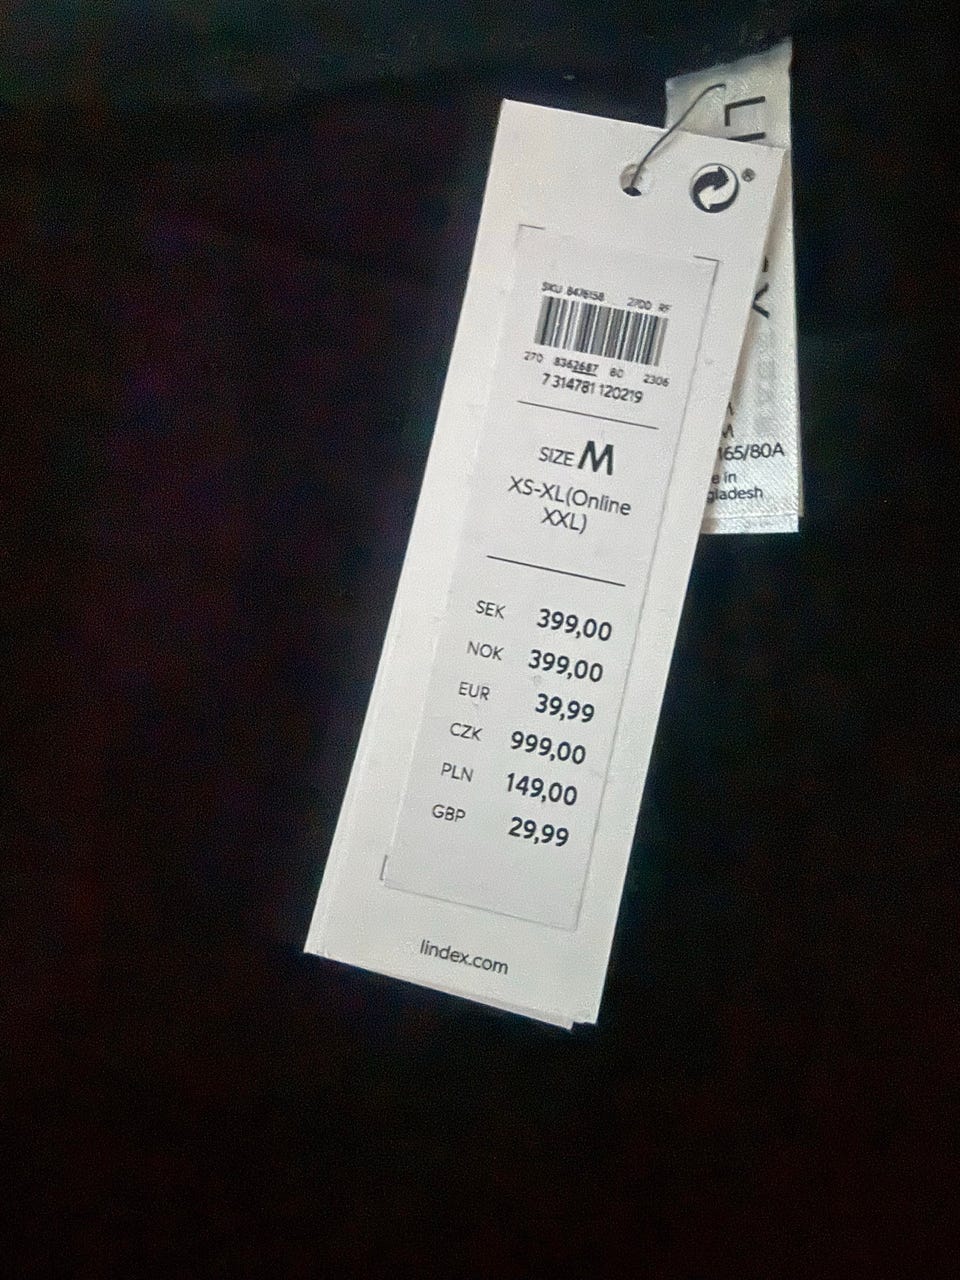 SKU 8476158 2700 RF
270 8362687 80 2306
7 314781 120219
SIZE M
XS-XL(Online
XXL)
SEK 399,00
NOK 399,00
EUR 39,99
CZK 999,00
PLN 149,00
GBP 29,99
lindex.com
LI
M
M
165/80A
e in
gladesh